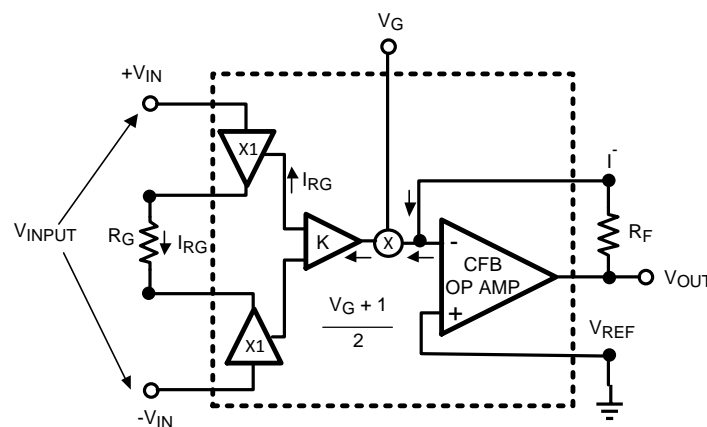 VG
+VIN
X1
I-
IRG
VINPUT
RG
IRG
K
X
-
CFB
OP AMP
+
RF
VOUT
VG + 1
2
VREF
X1
-VIN